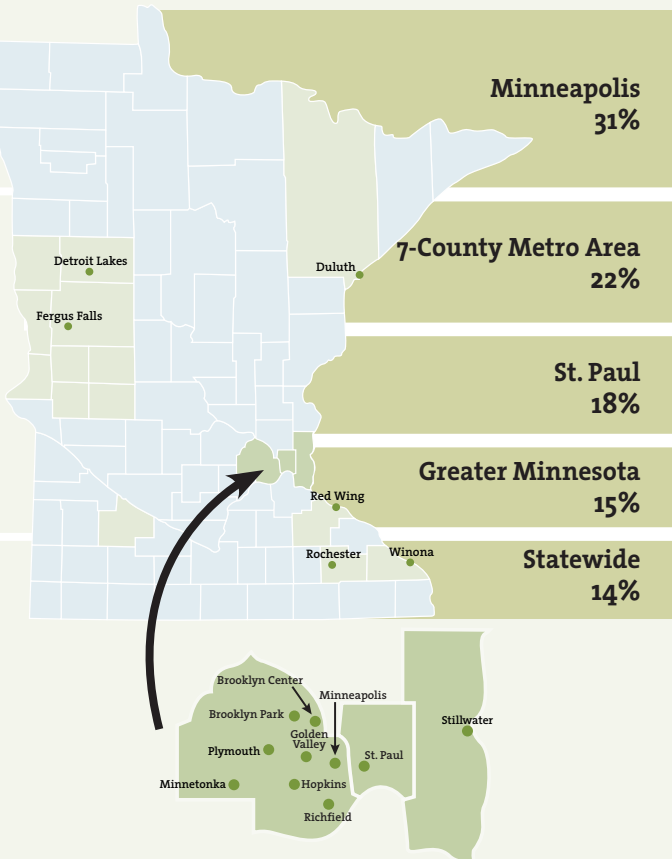 Minneapolis
31%
7-County Metro Area
22%
St. Paul
18%
Greater Minnesota
15%
Statewide
14%
Detroit Lakes
Duluth
Fergus Falls
Red Wing
Rochester
Winona
Brooklyn Center
Minneapolis
Brooklyn Park
Golden
Valley
Plymouth
St. Paul
Stillwater
Minnetonka
Hopkins
Richfield